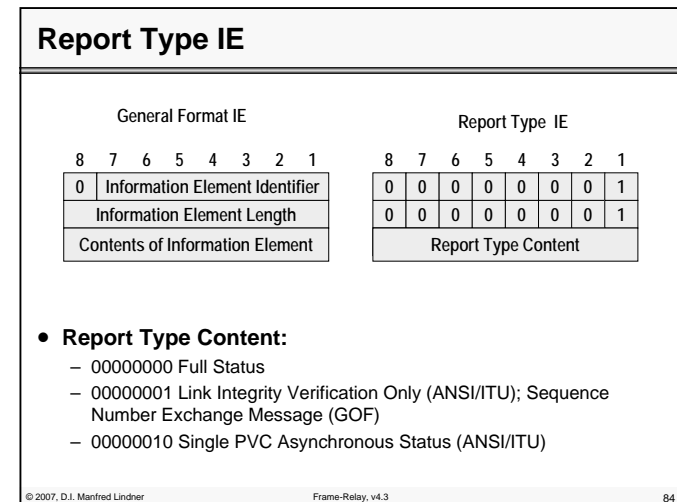 Report Type IE
General Format IE
8 7 6 5 4 3 2 1
0 Information Element Identifier
Information Element Length
Contents of Information Element
Report Type IE
8 7 6 5 4 3 2 1
0 0 0 0 0 0 0 1
0 0 0 0 0 0 0 1
Report Type Content
• Report Type Content:
– 00000000 Full Status
– 00000001 Link Integrity Verification Only (ANSI/ITU); Sequence
Number Exchange Message (GOF)
– 00000010 Single PVC Asynchronous Status (ANSI/ITU)
© 2007, D.I. Manfred Lindner
Frame-Relay, v4.3
84